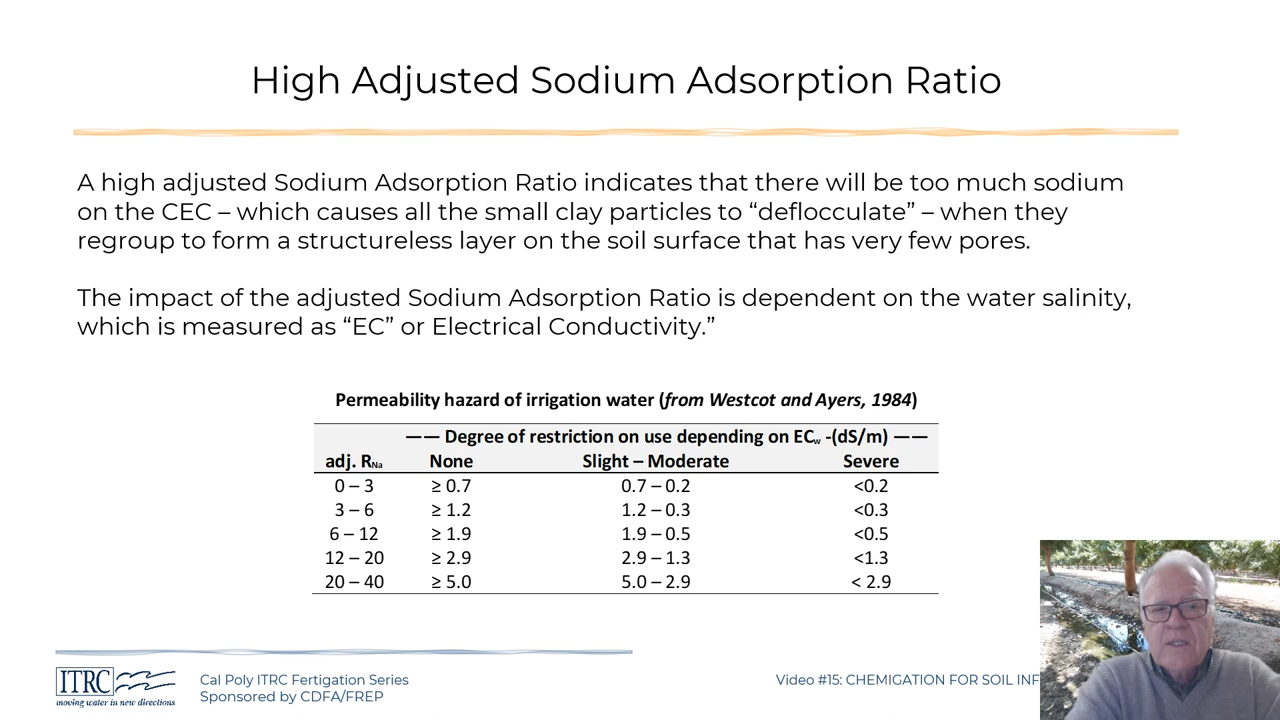 High Adjusted Sodium Adsorption Ratio
A high adjusted Sodium Adsorption Ratio indicates that there will be too much sodium
on the CEC – which causes all the small clay particles to “deflocculate” – when they
regroup to form a structureless layer on the soil surface that has very few pores.
The impact of the adjusted Sodium Adsorption Ratio is dependent on the water salinity,
which is measured as “EC” or Electrical Conductivity.”
Permeability hazard of irrigation water (from Westcot and Ayers, 1984)
—— Degree of restriction on use depending on ECw -(dS/m) ——
adj. RNa None Slight – Moderate Severe
0 – 3 ≥ 0.7 0.7 – 0.2 <0.2
3 – 6 ≥ 1.2 1.2 – 0.3 <0.3
6 – 12 ≥ 1.9 1.9 – 0.5 <0.5
12 – 20 ≥ 2.9 2.9 – 1.3 <1.3
20 – 40 ≥ 5.0 5.0 – 2.9 < 2.9
ITRC
moving water in new directions
Cal Poly ITRC Fertigation Series
Sponsored by CDFA/FREP
Video #15: CHEMIGATION FOR SOIL INF